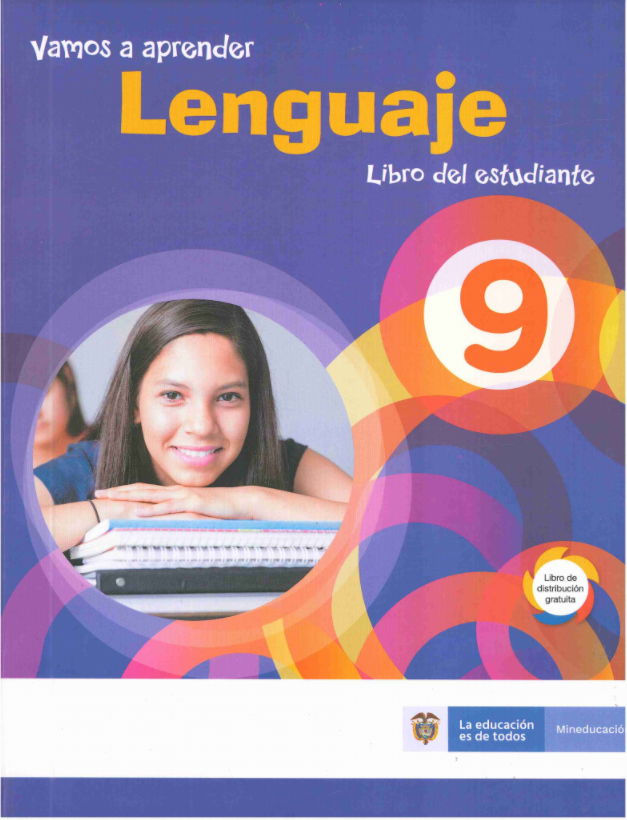 Vamos a aprender
Lenguaje
Libro del estudiante
9
Libro de
distribución
gratuita
La educación
es de todos
Mineducació